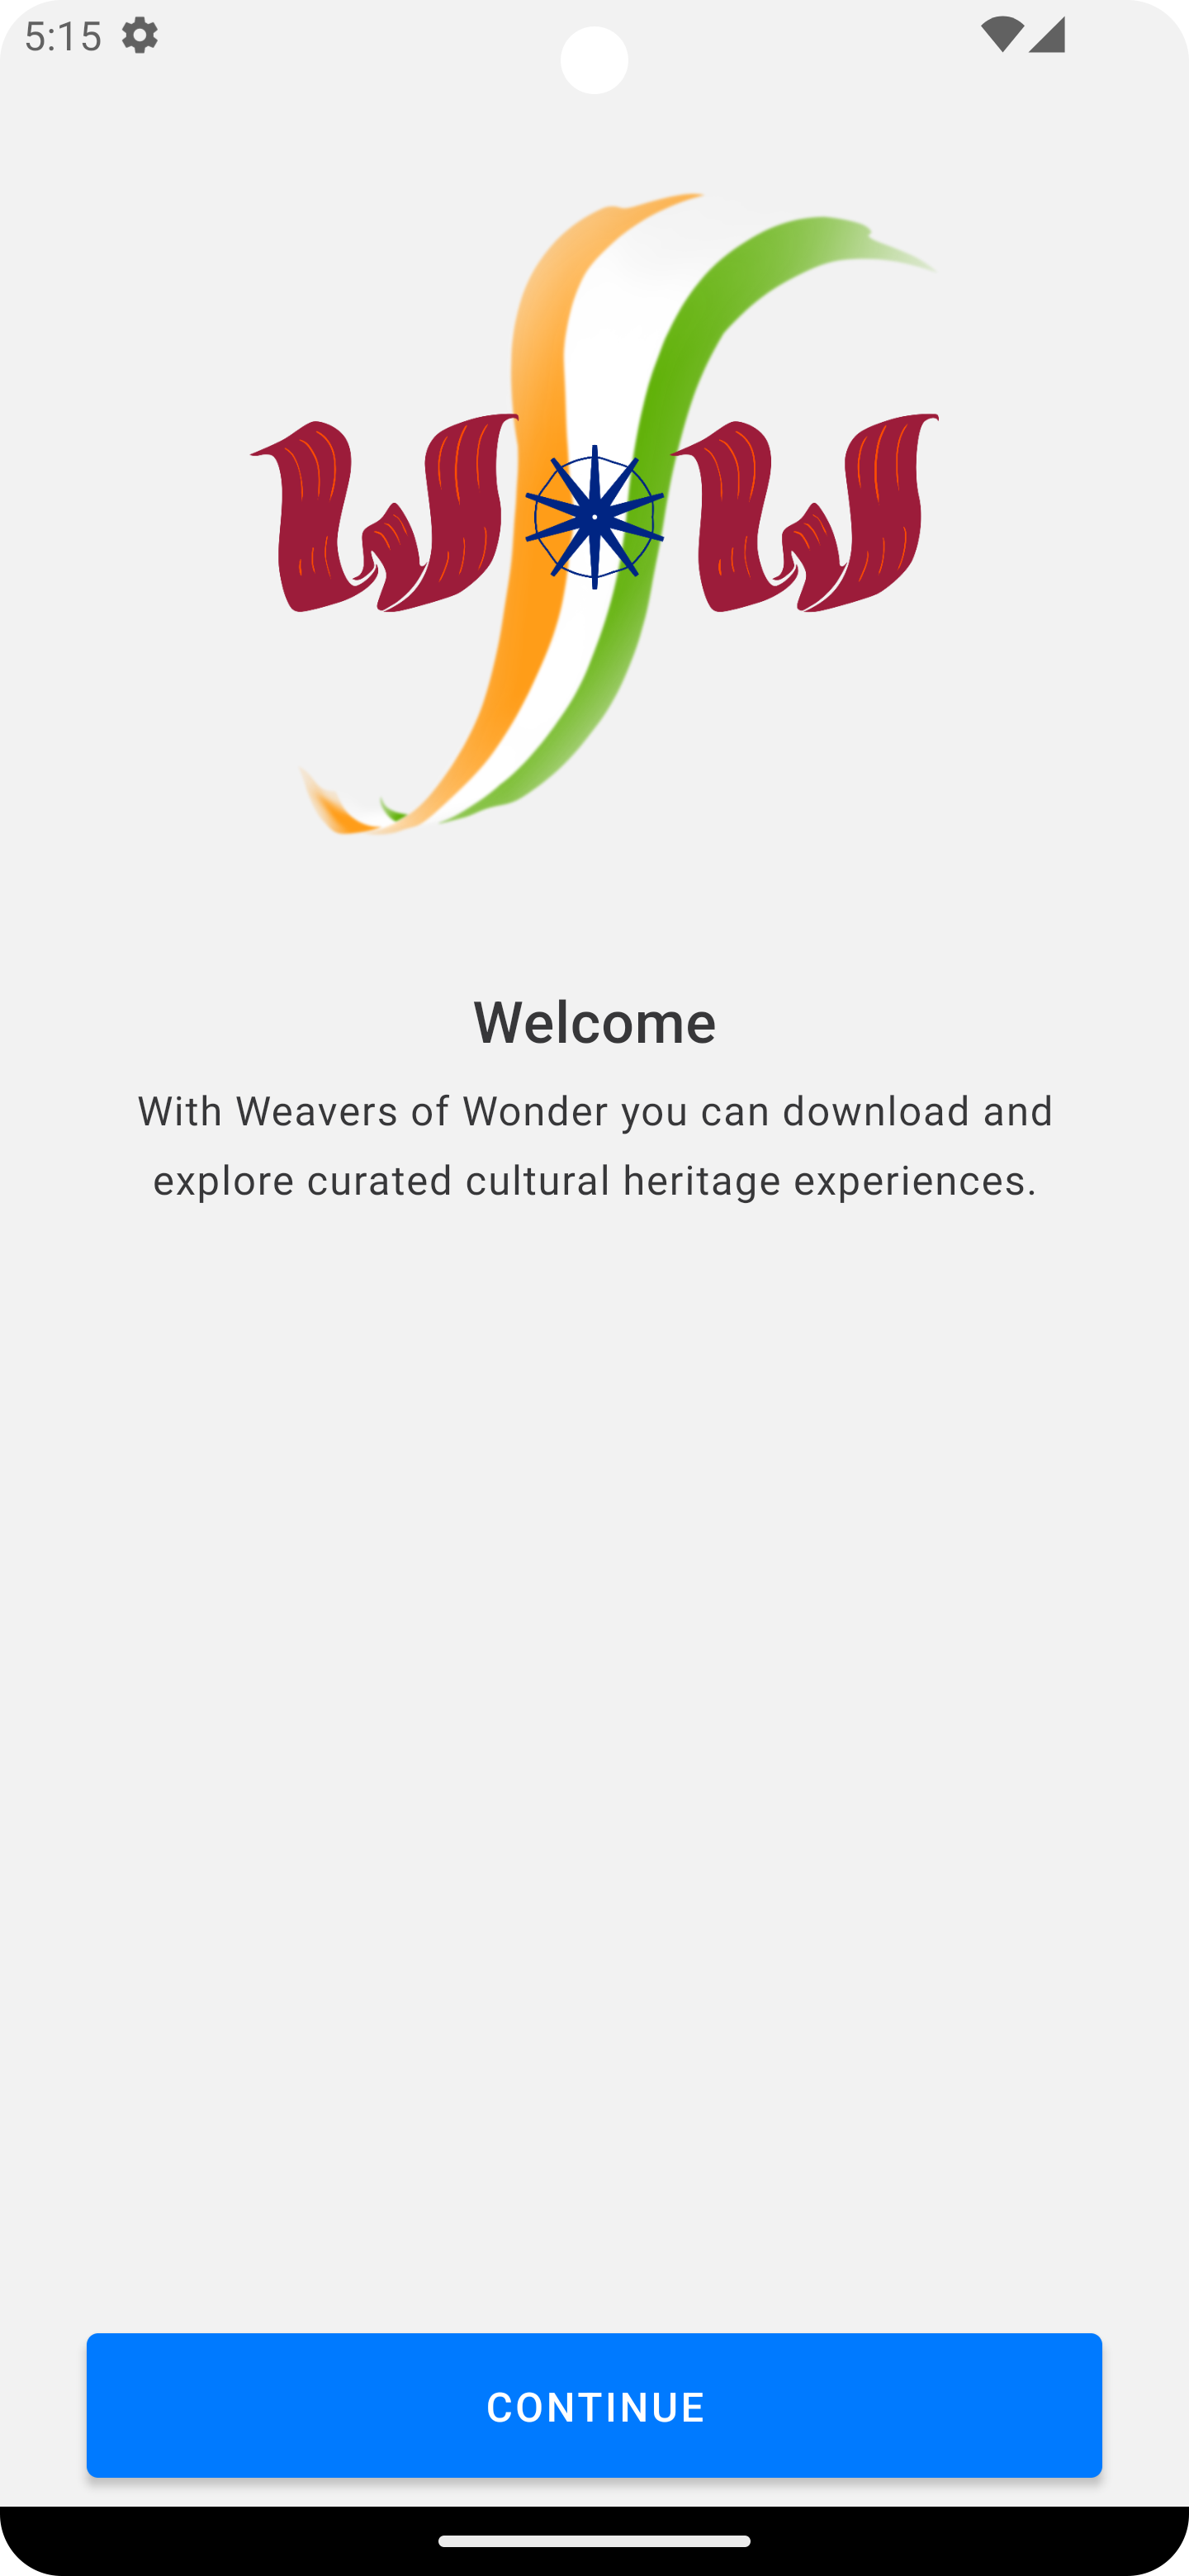 5:15
W W
Welcome
With Weavers of Wonder you can download and
explore curated cultural heritage experiences.
CONTINUE